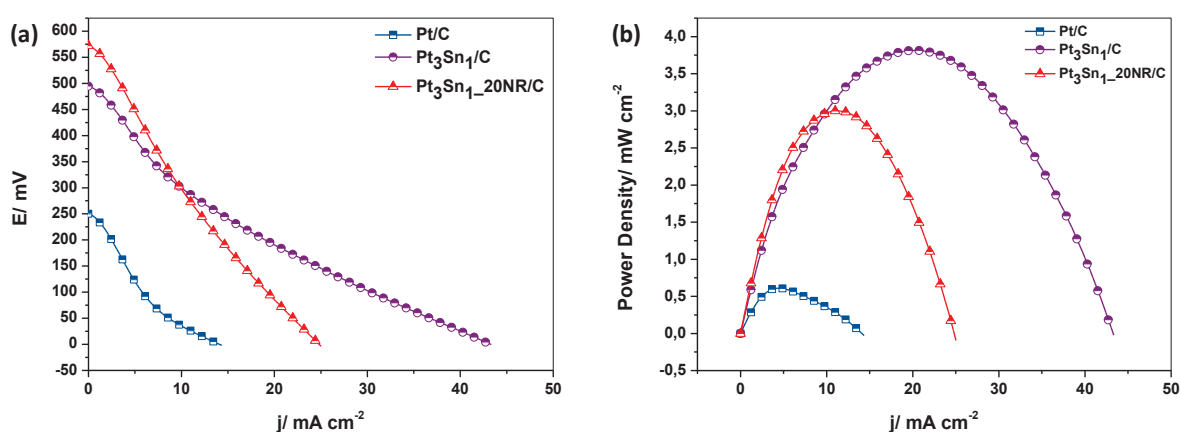 (a)
Pt/C
Pt₃Sn₁/C
Pt₃Sn₁_20NR/C
600
550
500
450
400
350
300
250
200
150
100
50
0
-50
E/ mV
0 10 20 30 40 50
j/ mA cm⁻²
(b)
Pt/C
Pt₃Sn₁/C
Pt₃Sn₁_20NR/C
4,0
3,5
3,0
2,5
2,0
1,5
1,0
0,5
0,0
-0,5
Power Density/ mW cm⁻²
0 10 20 30 40 50
j/ mA cm⁻²